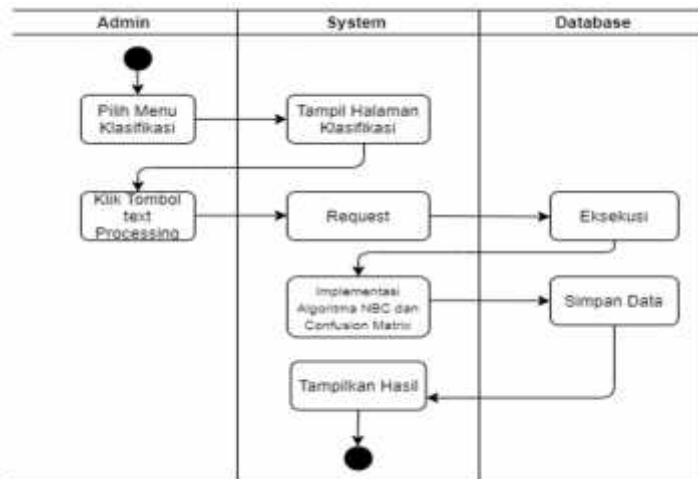 Admin
System
Database
Pilih Menu
Klasifikasi
Tampil Halaman
Klasifikasi
Klik Tombol
text
Processing
Request
Eksekusi
Implementasi
Algorisma NBC dan
Confusion Matrix
Simpan Data
Tampilkan Hasil